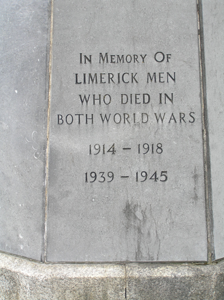 In Memory Of
Limerick Men
who died in
both world wars
1914 – 1918
1939 – 1945